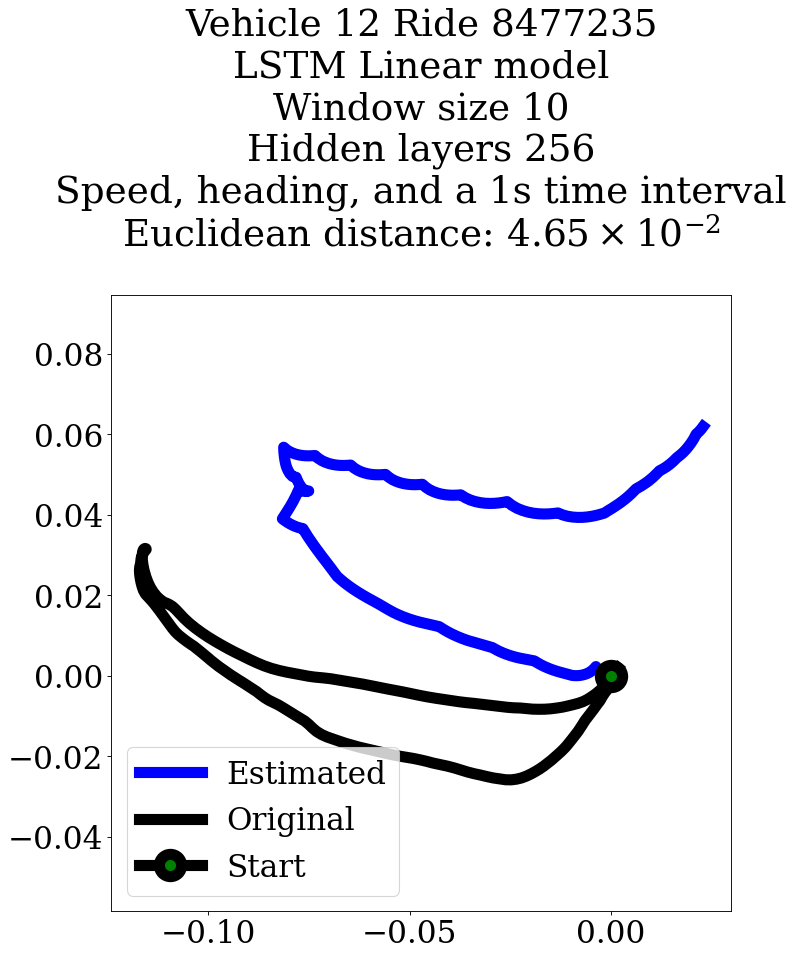 Vehicle 12 Ride 8477235
LSTM Linear model
Window size 10
Hidden layers 256
Speed, heading, and a 1s time interval
Euclidean distance: 4.65 × 10⁻²
0.08
0.06
0.04
0.02
0.00
−0.02
−0.04
Estimated
Original
Start
−0.10
−0.05
0.00